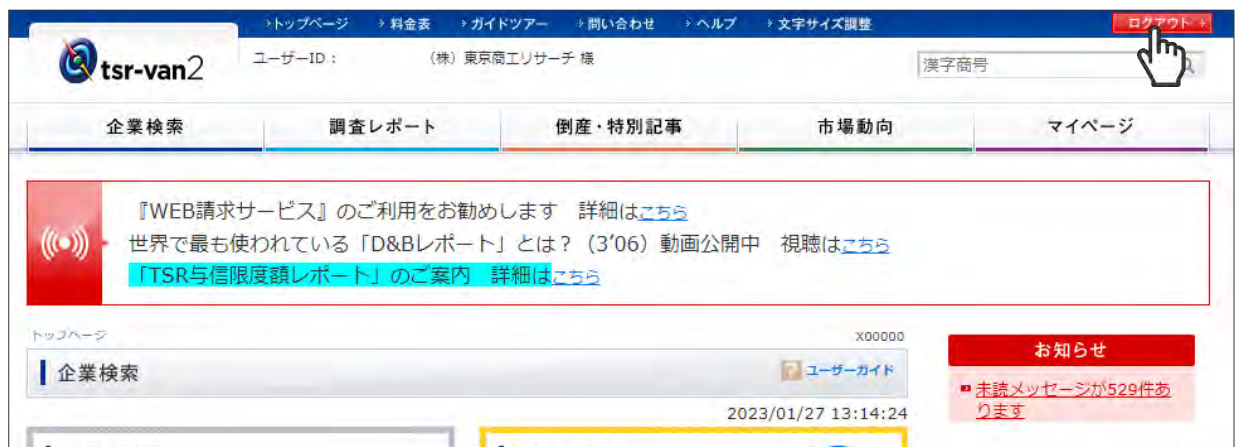 トップページ 料金表 ガイドツアー 問い合わせ ヘルプ 文字サイズ調整 ログアウト
tsr-van2
ユーザーID： （株）東京商工リサーチ 様
漢字商号
企業検索 調査レポート 倒産・特別記事 市場動向 マイページ
『WEB請求サービス』のご利用をお勧めします　詳細はこちら
世界で最も使われている「D&Bレポート」とは？（3'06）動画公開中　視聴はこちら
「TSR与信限度額レポート」のご案内　詳細はこちら
トップページ X00000
企業検索 ? ユーザーガイド
2023/01/27 13:14:24
お知らせ
未読メッセージが529件あ
ります